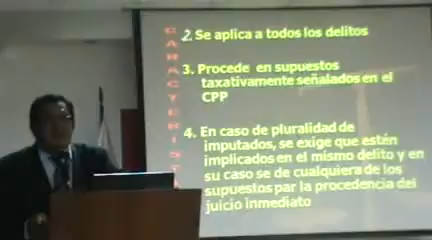 CARACTERIST
2. Se aplica a todos los delitos
3. Procede en supuestos
taxativamente señalados en el
CPP
4. En caso de pluralidad de
imputados, se exige que estén
implicados en el mismo delito y en
su caso se de cualquiera de los
supuestos par la procedencia del
juicio inmediato